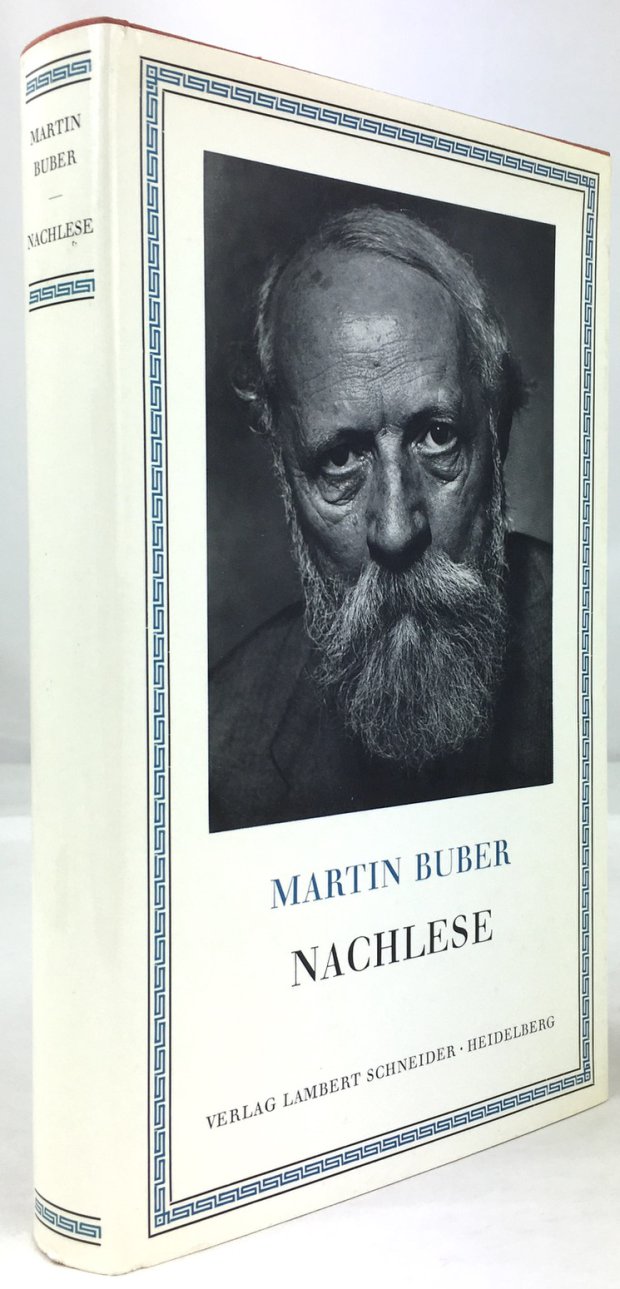 MARTIN
BUBER
NACHLESE
MARTIN BUBER
NACHLESE
VERLAG LAMBERT SCHNEIDER · HEIDELBERG